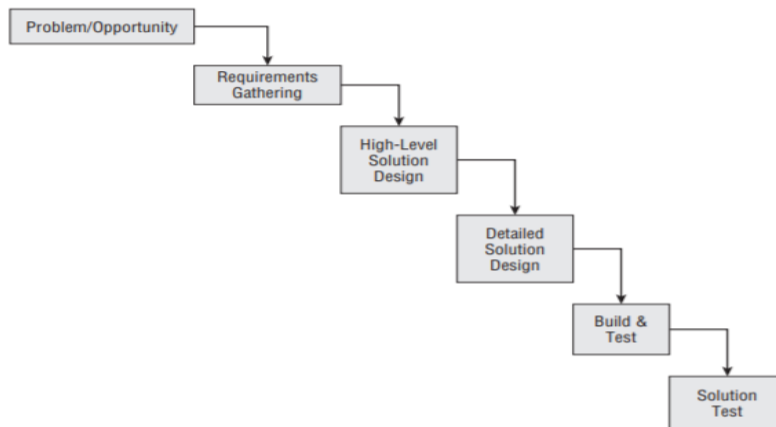 Problem/Opportunity
Requirements
Gathering
High-Level
Solution
Design
Detailed
Solution
Design
Build &
Test
Solution
Test